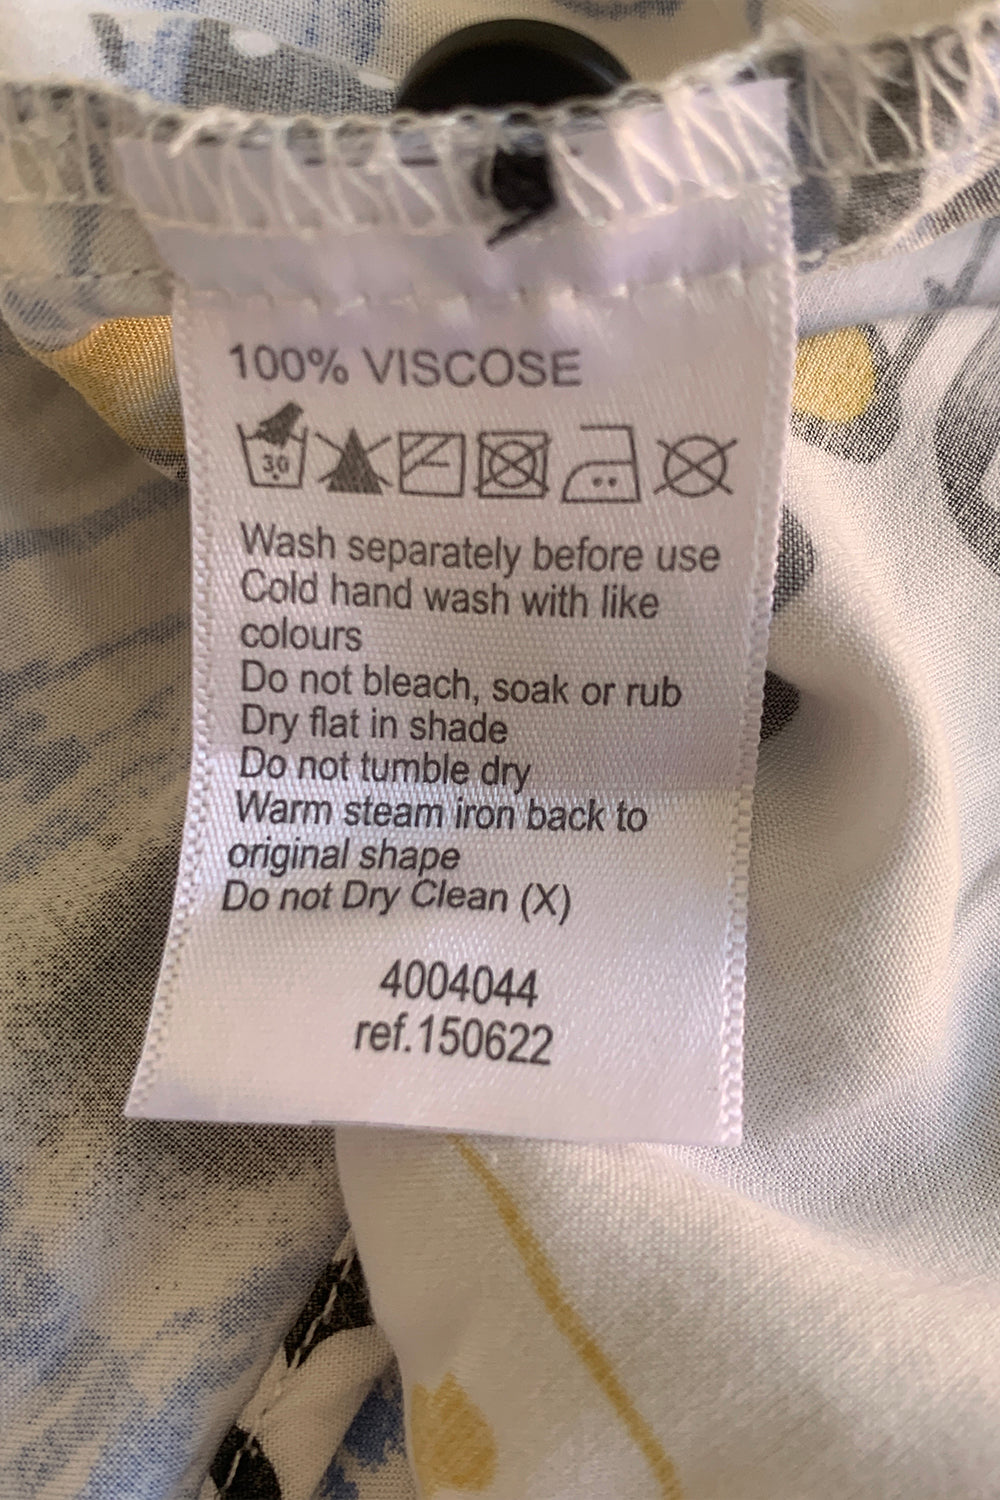 100% VISCOSE
30
Wash separately before use
Cold hand wash with like
colours
Do not bleach, soak or rub
Dry flat in shade
Do not tumble dry
Warm steam iron back to
original shape
Do not Dry Clean (X)
4004044
ref.150622